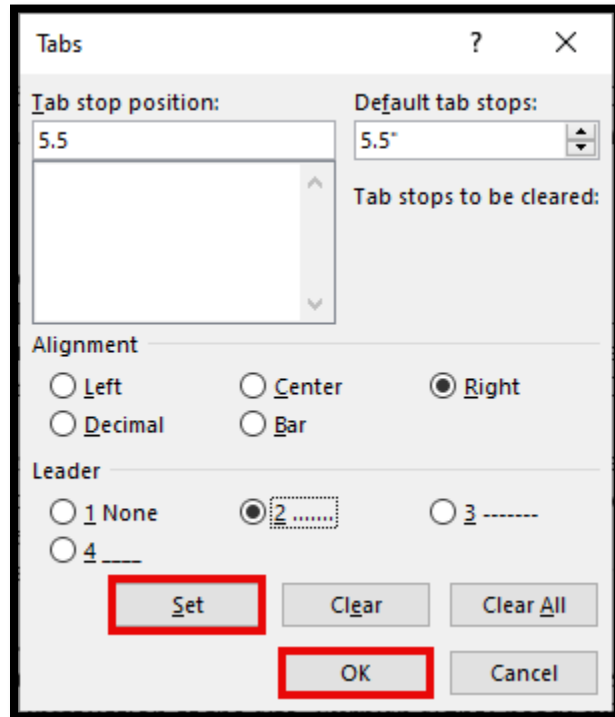 Tabs ?
Tab stop position: Default tab stops:
5.5 5.5"
Tab stops to be cleared:
Alignment
Left Center Right
Decimal Bar
Leader
1 None 2 ....... 3 -------
4 ____
Set Clear Clear All
OK Cancel